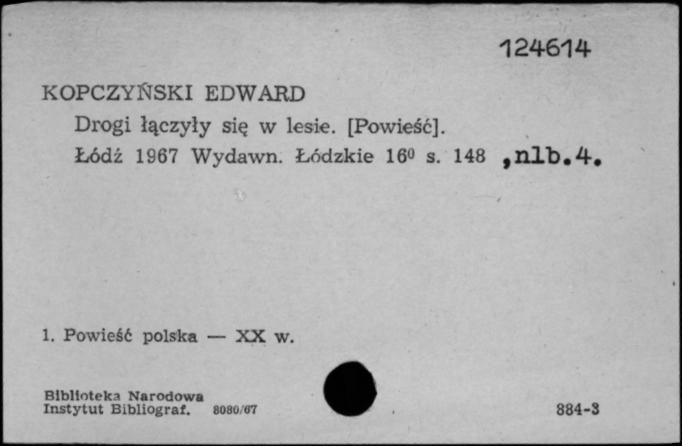 124614
KOPCZYŃSKI EDWARD
Drogi łączyły się w lesie. [Powieść].
Łódź 1967 Wydawn. Łódzkie 16⁰ s. 148 , nlb. 4.
1. Powieść polska — XX w.
Biblioteka Narodowa
Instytut Bibliograf. 8080/67
884-3